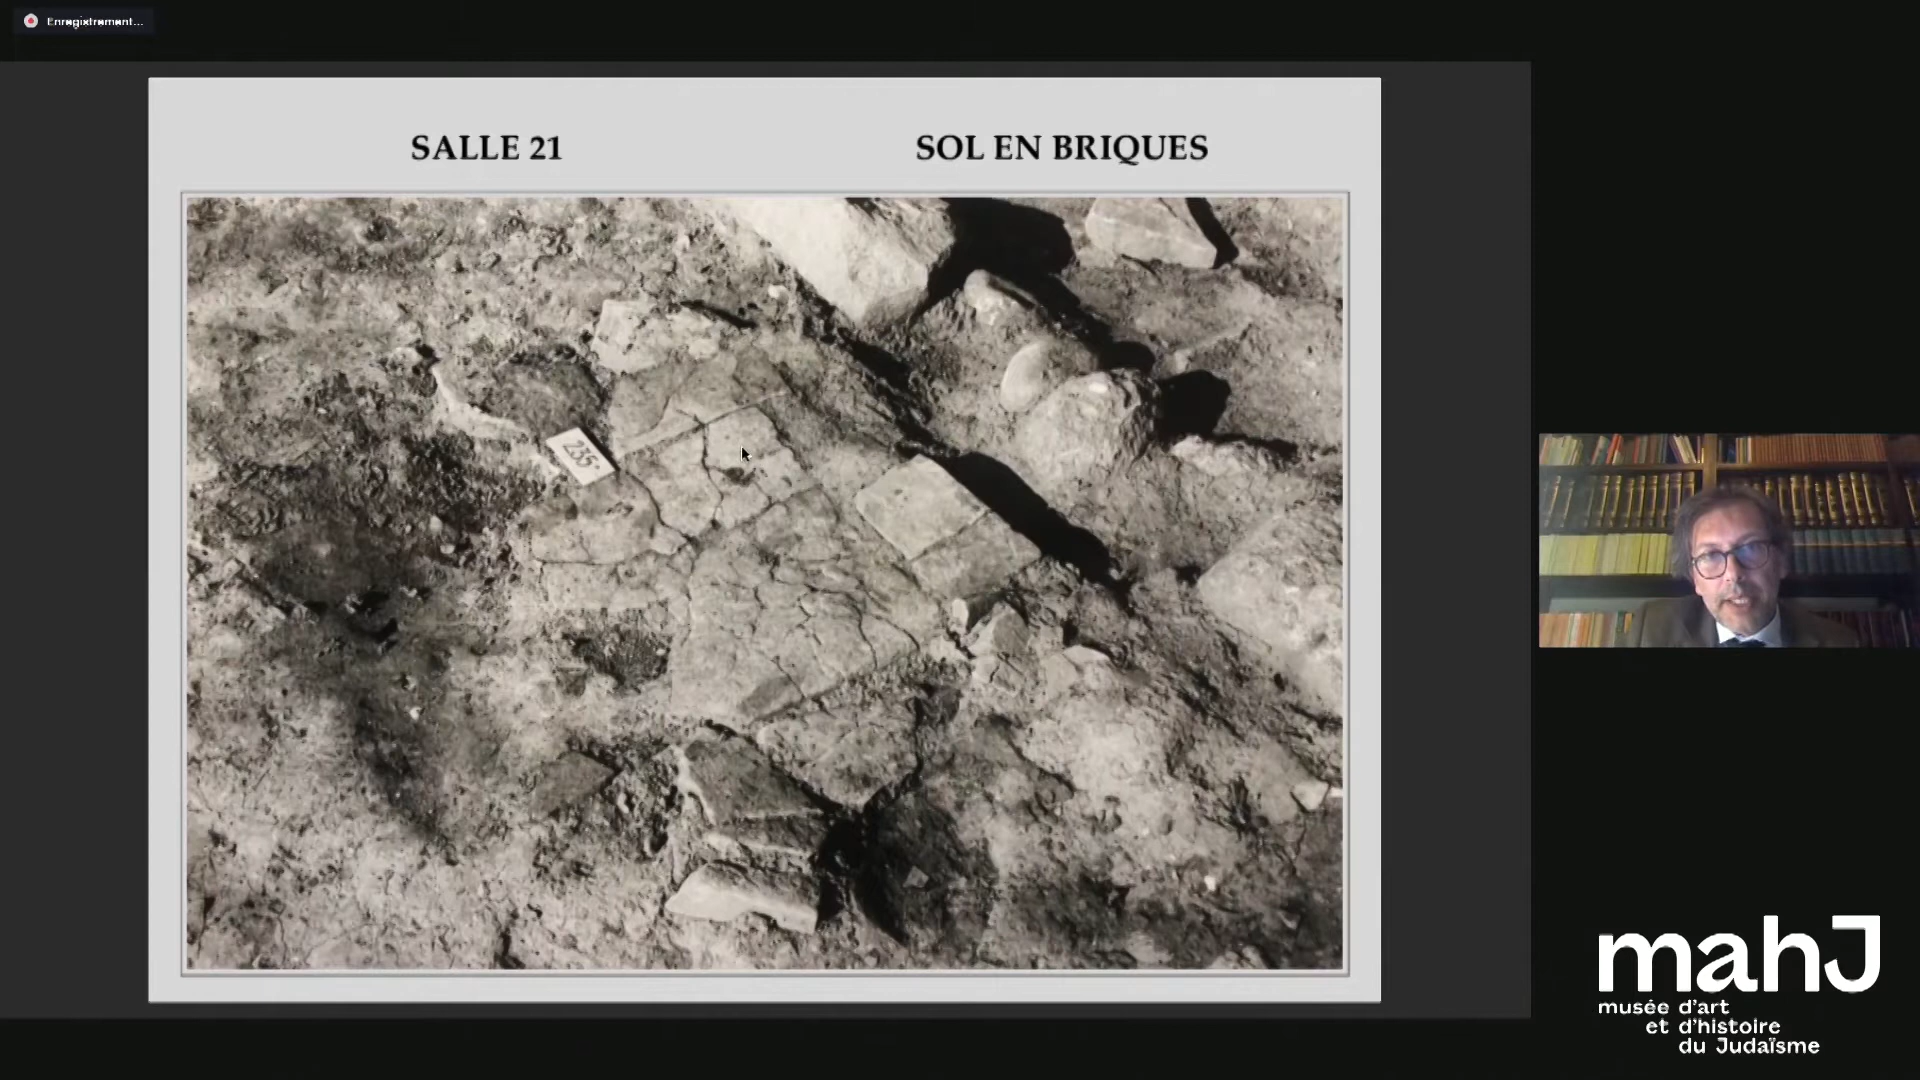 Enregistrement...
SALLE 21
SOL EN BRIQUES
235
mahJ
musée d'art
et d'histoire
du Judaïsme